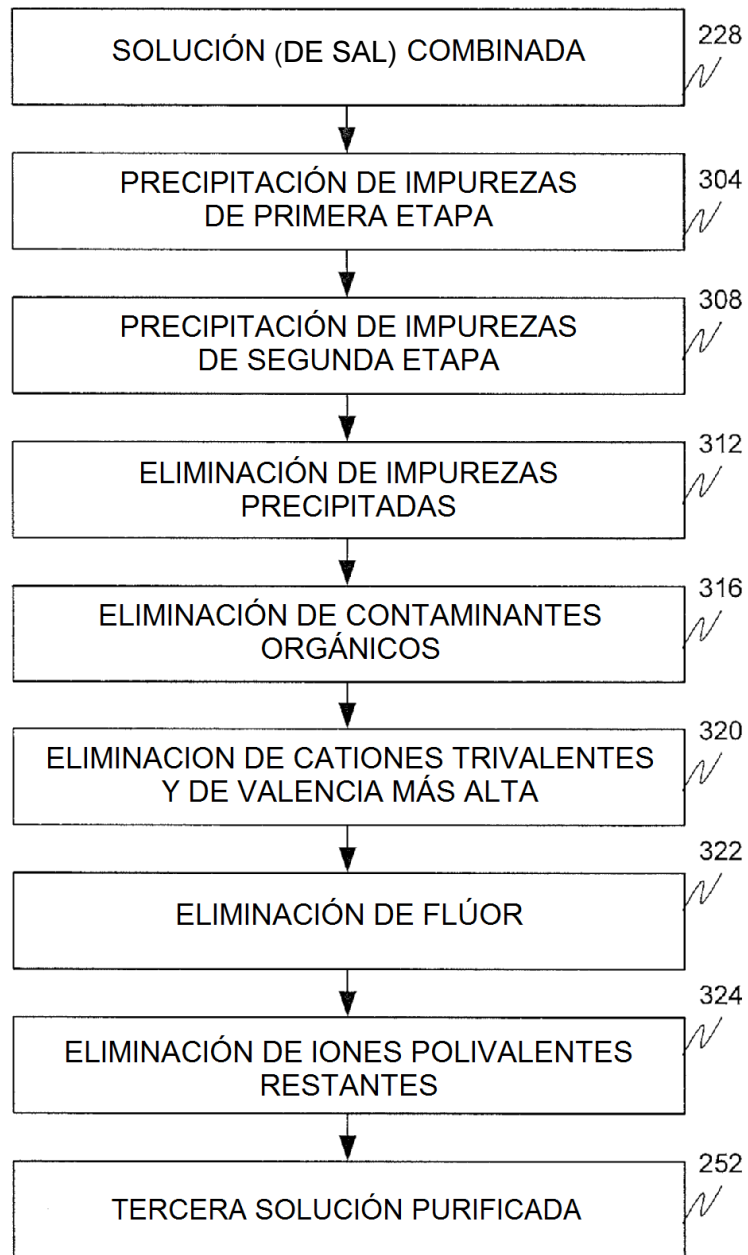 228
SOLUCIÓN (DE SAL) COMBINADA
304
PRECIPITACIÓN DE IMPUREZAS
DE PRIMERA ETAPA
308
PRECIPITACIÓN DE IMPUREZAS
DE SEGUNDA ETAPA
312
ELIMINACIÓN DE IMPUREZAS
PRECIPITADAS
316
ELIMINACIÓN DE CONTAMINANTES
ORGÁNICOS
320
ELIMINACION DE CATIONES TRIVALENTES
Y DE VALENCIA MÁS ALTA
322
ELIMINACIÓN DE FLÚOR
324
ELIMINACIÓN DE IONES POLIVALENTES
RESTANTES
252
TERCERA SOLUCIÓN PURIFICADA